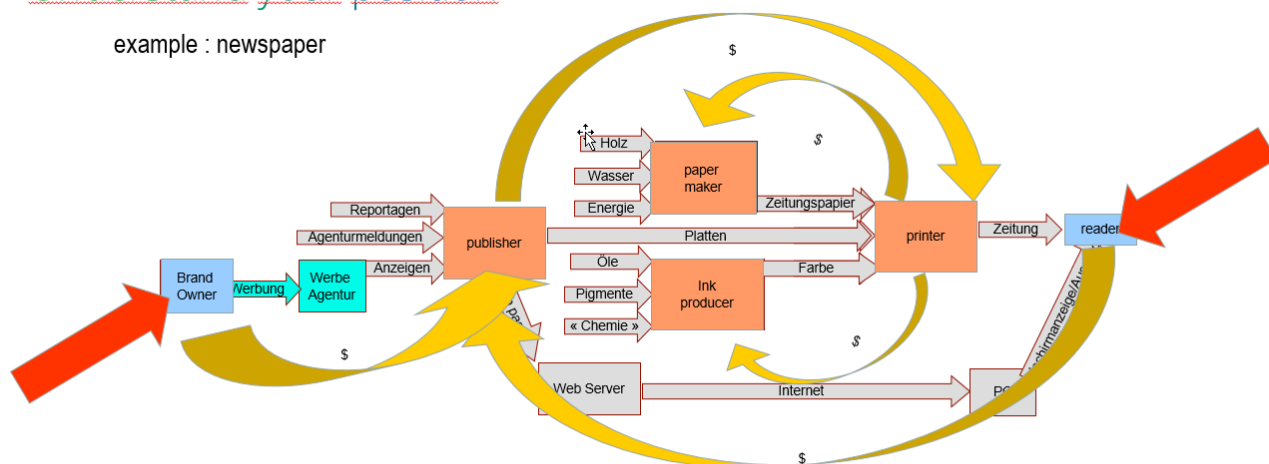 example : newspaper
$
$
Holz
Wasser
paper
maker
Energie
Zeitungspapier
Reportagen
Agenturmeldungen
publisher
Platten
printer
Zeitung
reader
Anzeigen
Öle
Pigmente
« Chemie »
Ink
producer
Farbe
Brand
Owner
Werbung
Werbe
Agentur
$
$
Web Server
Internet
$